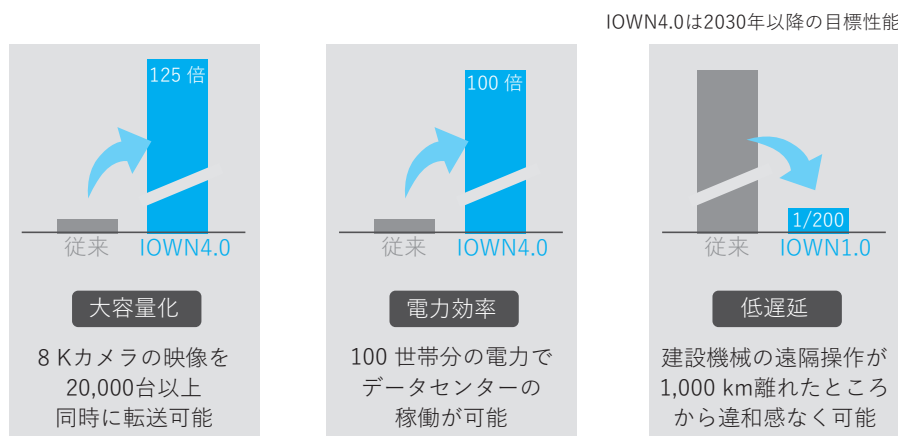 IOWN4.0は2030年以降の目標性能
125 倍
従来
IOWN4.0
大容量化
8 Kカメラの映像を
20,000台以上
同時に転送可能
100 倍
従来
IOWN4.0
電力効率
100 世帯分の電力で
データセンターの
稼働が可能
1/200
従来
IOWN1.0
低遅延
建設機械の遠隔操作が
1,000 km離れたところ
から違和感なく可能